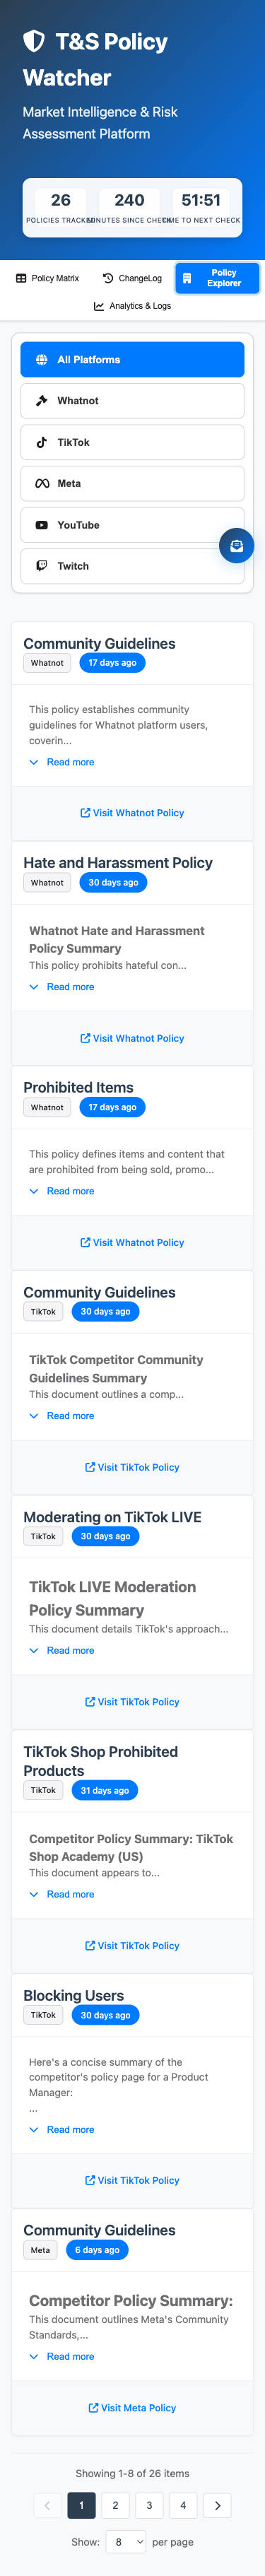 T&S Policy
Watcher
Market Intelligence & Risk
Assessment Platform
26
POLICIES TRACKED
240
MINUTES SINCE CHECK
51:51
TIME TO NEXT CHECK
Policy Matrix
ChangeLog
Policy
Explorer
Analytics & Logs
All Platforms
Whatnot
TikTok
Meta
YouTube
Twitch
Community Guidelines
Whatnot 17 days ago
This policy establishes community
guidelines for Whatnot platform users,
coverin...
Read more
Visit Whatnot Policy
Hate and Harassment Policy
Whatnot 30 days ago
Whatnot Hate and Harassment
Policy Summary
This policy prohibits hateful con...
Read more
Visit Whatnot Policy
Prohibited Items
Whatnot 17 days ago
This policy defines items and content that
are prohibited from being sold, promo...
Read more
Visit Whatnot Policy
Community Guidelines
TikTok 30 days ago
TikTok Competitor Community
Guidelines Summary
This document outlines a comp...
Read more
Visit TikTok Policy
Moderating on TikTok LIVE
TikTok 30 days ago
TikTok LIVE Moderation
Policy Summary
This document details TikTok's approach...
Read more
Visit TikTok Policy
TikTok Shop Prohibited
Products
TikTok 31 days ago
Competitor Policy Summary: TikTok
Shop Academy (US)
This document appears to...
Read more
Visit TikTok Policy
Blocking Users
TikTok 30 days ago
Here's a concise summary of the
competitor's policy page for a Product
Manager:
...
Read more
Visit TikTok Policy
Community Guidelines
Meta 6 days ago
Competitor Policy Summary:
This document outlines Meta's Community
Standards,...
Read more
Visit Meta Policy
Showing 1-8 of 26 items
1 2 3 4
Show: 8 per page